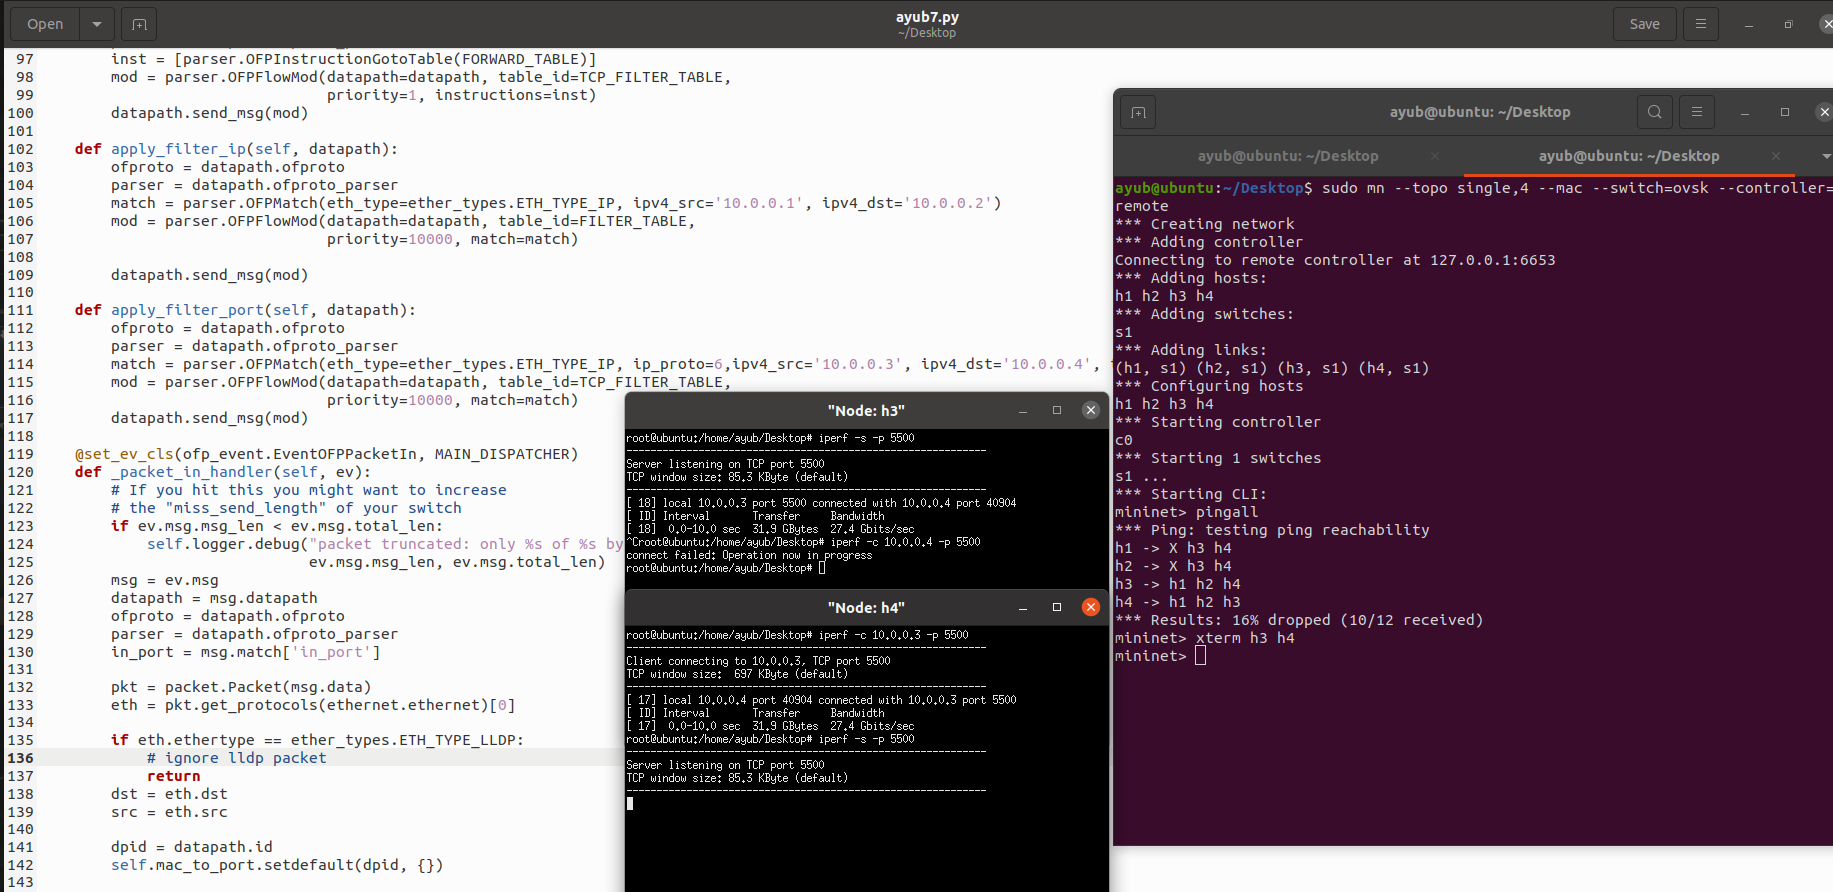 Open
ayub7.py
~/Desktop
Save
97 inst = [parser.OFPInstructionGotoTable(FORWARD_TABLE)]
98 mod = parser.OFPFlowMod(datapath=datapath, table_id=TCP_FILTER_TABLE,
99 priority=1, instructions=inst)
100 datapath.send_msg(mod)
101
102 def apply_filter_ip(self, datapath):
103 ofproto = datapath.ofproto
104 parser = datapath.ofproto_parser
105 match = parser.OFPMatch(eth_type=ether_types.ETH_TYPE_IP, ipv4_src='10.0.0.1', ipv4_dst='10.0.0.2')
106 mod = parser.OFPFlowMod(datapath=datapath, table_id=FILTER_TABLE,
107 priority=10000, match=match)
108
109 datapath.send_msg(mod)
110
111 def apply_filter_port(self, datapath):
112 ofproto = datapath.ofproto
113 parser = datapath.ofproto_parser
114 match = parser.OFPMatch(eth_type=ether_types.ETH_TYPE_IP, ip_proto=6,ipv4_src='10.0.0.3', ipv4_dst='10.0.0.4',
115 mod = parser.OFPFlowMod(datapath=datapath, table_id=TCP_FILTER_TABLE,
116 priority=10000, match=match)
117 datapath.send_msg(mod)
118
119 @set_ev_cls(ofp_event.EventOFPPacketIn, MAIN_DISPATCHER)
120 def _packet_in_handler(self, ev):
121 # If you hit this you might want to increase
122 # the "miss_send_length" of your switch
123 if ev.msg.msg_len < ev.msg.total_len:
124 self.logger.debug("packet truncated: only %s of %s by
125 ev.msg.msg_len, ev.msg.total_len)
126 msg = ev.msg
127 datapath = msg.datapath
128 ofproto = datapath.ofproto
129 parser = datapath.ofproto_parser
130 in_port = msg.match['in_port']
131
132 pkt = packet.Packet(msg.data)
133 eth = pkt.get_protocols(ethernet.ethernet)[0]
134
135 if eth.ethertype == ether_types.ETH_TYPE_LLDP:
136 # ignore lldp packet
137 return
138 dst = eth.dst
139 src = eth.src
140
141 dpid = datapath.id
142 self.mac_to_port.setdefault(dpid, {})
143
"Node: h3"
root@ubuntu:/home/ayub/Desktop# iperf -s -p 5500
------------------------------------------------------------
Server listening on TCP port 5500
TCP window size: 85.3 KByte (default)
------------------------------------------------------------
[ 18] local 10.0.0.3 port 5500 connected with 10.0.0.4 port 40904
[ ID] Interval Transfer Bandwidth
[ 18] 0.0-10.0 sec 31.9 GBytes 27.4 Gbits/sec
^Croot@ubuntu:/home/ayub/Desktop# iperf -c 10.0.0.4 -p 5500
connect failed: Operation now in progress
root@ubuntu:/home/ayub/Desktop#
"Node: h4"
root@ubuntu:/home/ayub/Desktop# iperf -c 10.0.0.3 -p 5500
------------------------------------------------------------
Client connecting to 10.0.0.3, TCP port 5500
TCP window size: 697 KByte (default)
------------------------------------------------------------
[ 17] local 10.0.0.4 port 40904 connected with 10.0.0.3 port 5500
[ ID] Interval Transfer Bandwidth
[ 17] 0.0-10.0 sec 31.9 GBytes 27.4 Gbits/sec
root@ubuntu:/home/ayub/Desktop# iperf -s -p 5500
------------------------------------------------------------
Server listening on TCP port 5500
TCP window size: 85.3 KByte (default)
------------------------------------------------------------
ayub@ubuntu: ~/Desktop
ayub@ubuntu: ~/Desktop
ayub@ubuntu: ~/Desktop
ayub@ubuntu:~/Desktop$ sudo mn --topo single,4 --mac --switch=ovsk --controller=
remote
*** Creating network
*** Adding controller
Connecting to remote controller at 127.0.0.1:6653
*** Adding hosts:
h1 h2 h3 h4
*** Adding switches:
s1
*** Adding links:
(h1, s1) (h2, s1) (h3, s1) (h4, s1)
*** Configuring hosts
h1 h2 h3 h4
*** Starting controller
c0
*** Starting 1 switches
s1 ...
*** Starting CLI:
mininet> pingall
*** Ping: testing ping reachability
h1 -> X h3 h4
h2 -> X h3 h4
h3 -> h1 h2 h4
h4 -> h1 h2 h3
*** Results: 16% dropped (10/12 received)
mininet> xterm h3 h4
mininet>